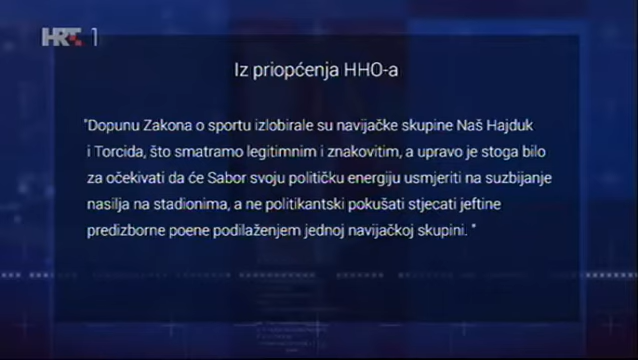 HRT 1
Iz priopćenja HHO-a
"Dopunu Zakona o sportu izlobirale su navijačke skupine Naš Hajduk
i Torcida, što smatramo legitimnim i znakovitim, a upravo je stoga bilo
za očekivati da će Sabor svoju političku energiju usmjeriti na suzbijanje
nasilja na stadionima, a ne politikantski pokušati stjecati jeftine
predizborne poene podilaženjem jednoj navijačkoj skupini. "